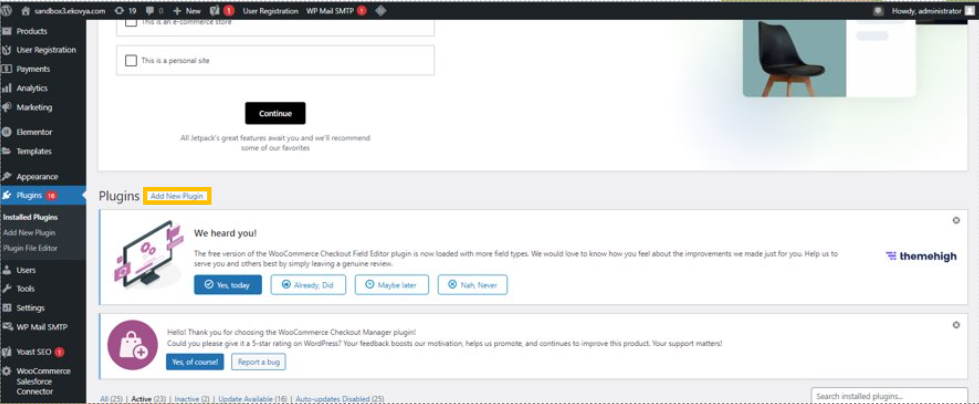 sandbox3.ekovya.com 19 0 New 1 User Registration WP Mail SMTP 1
Howdy, administrator
Products
User Registration
Payments
Analytics
Marketing
Elementor
Templates
Appearance
Plugins 16
Installed Plugins
Add New Plugin
Plugin File Editor
Users
Tools
Settings
WP Mail SMTP
Yoast SEO 1
WooCommerce
Salesforce
Connector
This is an e-commerce store
This is a personal site
Continue
All Jetpack's great features await you and we'll recommend
some of our favorites
Plugins Add New Plugin
We heard you!
The free version of the WooCommerce Checkout Field Editor plugin is now loaded with more field types. We would love to know how you feel about the improvements we made just for you. Help us to
serve you and others best by simply leaving a genuine review.
Yes, today Already, Did Maybe later Nah, Never
themehigh
Hello! Thank you for choosing the WooCommerce Checkout Manager plugin!
Could you please give it a 5-star rating on WordPress? Your feedback boosts our motivation, helps us promote, and continues to improve this product. Your support matters!
Yes, of course! Report a bug
All (25) | Active (23) | Inactive (2) | Update Available (16) | Auto-updates Disabled (25)
Search installed plugins...